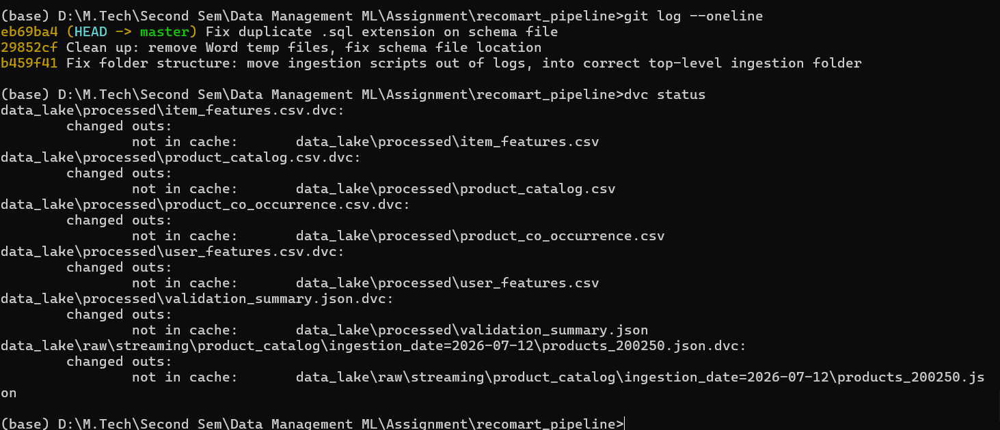 (base) D:\M.Tech\Second Sem\Data Management ML\Assignment\recomart_pipeline>git log --oneline
eb69ba4 (HEAD -> master) Fix duplicate .sql extension on schema file
29852cf Clean up: remove Word temp files, fix schema file location
b459f41 Fix folder structure: move ingestion scripts out of logs, into correct top-level ingestion folder

(base) D:\M.Tech\Second Sem\Data Management ML\Assignment\recomart_pipeline>dvc status
data_lake\processed\item_features.csv.dvc:
        changed outs:
                not in cache:       data_lake\processed\item_features.csv
data_lake\processed\product_catalog.csv.dvc:
        changed outs:
                not in cache:       data_lake\processed\product_catalog.csv
data_lake\processed\product_co_occurrence.csv.dvc:
        changed outs:
                not in cache:       data_lake\processed\product_co_occurrence.csv
data_lake\processed\user_features.csv.dvc:
        changed outs:
                not in cache:       data_lake\processed\user_features.csv
data_lake\processed\validation_summary.json.dvc:
        changed outs:
                not in cache:       data_lake\processed\validation_summary.json
data_lake\raw\streaming\product_catalog\ingestion_date=2026-07-12\products_200250.json.dvc:
        changed outs:
                not in cache:       data_lake\raw\streaming\product_catalog\ingestion_date=2026-07-12\products_200250.js
on

(base) D:\M.Tech\Second Sem\Data Management ML\Assignment\recomart_pipeline>